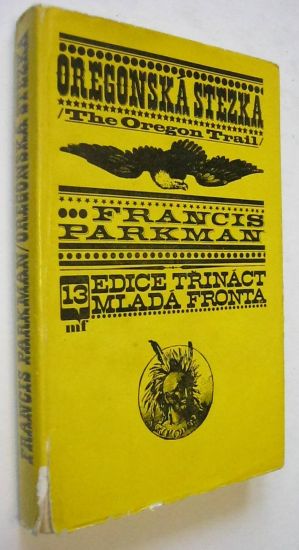 OREGONSKÁ STEZKA
/The Oregon Trail/
FRANCIS
PARKMAN
13 EDICE TŘINÁCT
MLADÁ FRONTA
mf
FRANCIS PARKMAN/OREGONSKÁ STEZKA